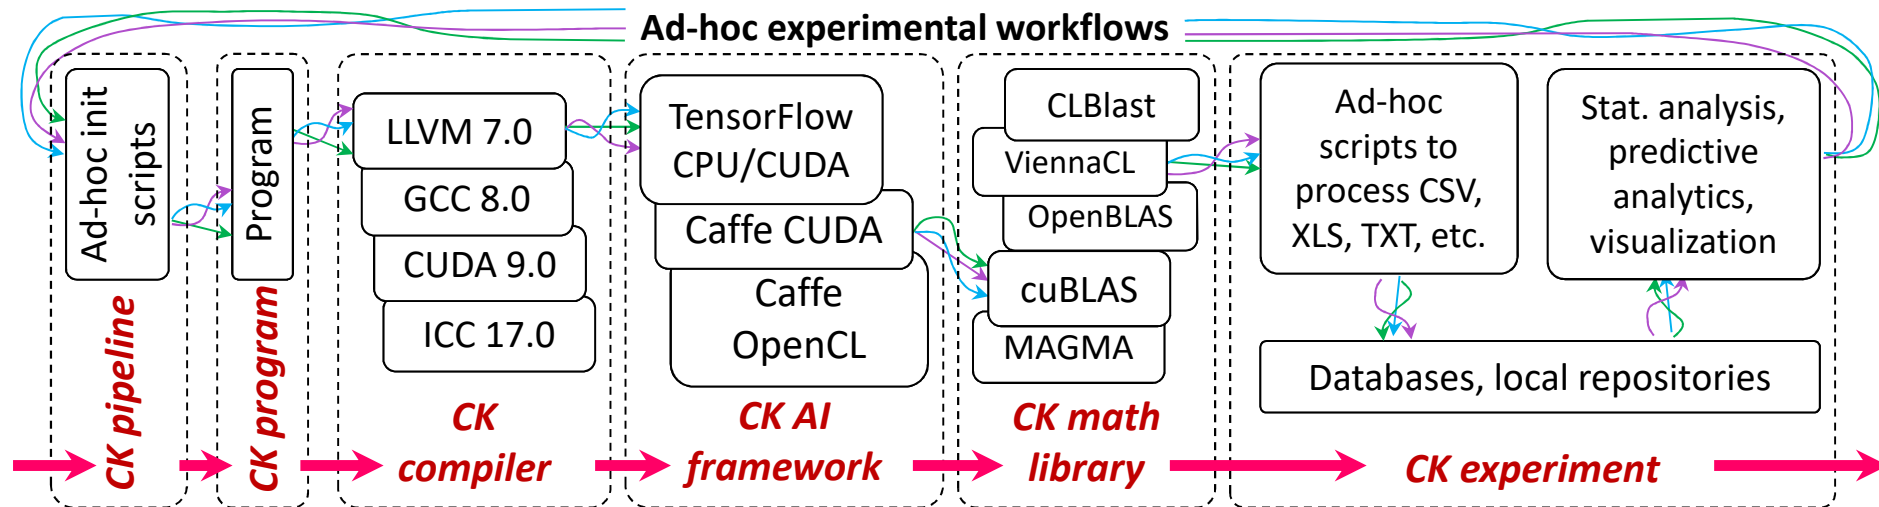 Ad-hoc experimental workflows
Ad-hoc init
scripts
CK pipeline
Program
CK program
LLVM 7.0
GCC 8.0
CUDA 9.0
ICC 17.0
CK
compiler
TensorFlow
CPU/CUDA
Caffe CUDA
Caffe
OpenCL
CK AI
framework
CLBlast
ViennaCL
OpenBLAS
cuBLAS
MAGMA
CK math
library
Ad-hoc
scripts to
process CSV,
XLS, TXT, etc.
Stat. analysis,
predictive
analytics,
visualization
Databases, local repositories
CK experiment